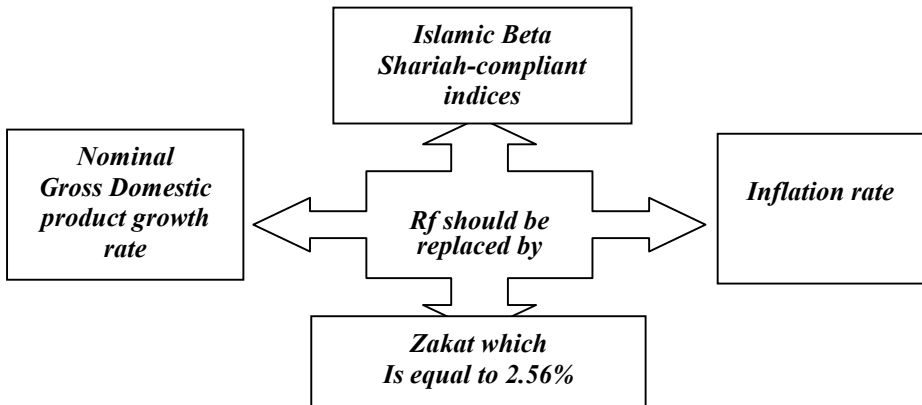 Islamic Beta
Shariah-compliant
indices
Nominal
Gross Domestic
product growth
rate
Rf should be
replaced by
Inflation rate
Zakat which
Is equal to 2.56%